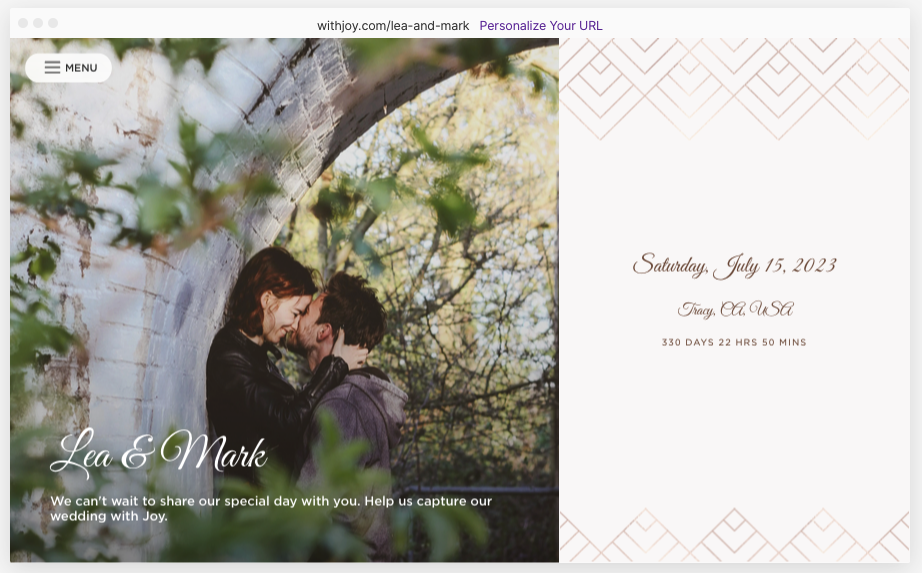 withjoy.com/lea-and-mark Personalize Your URL
MENU
Lea & Mark
We can't wait to share our special day with you. Help us capture our
wedding with Joy.
Saturday, July 15, 2023
Tracy, CA, USA
330 DAYS 22 HRS 50 MINS